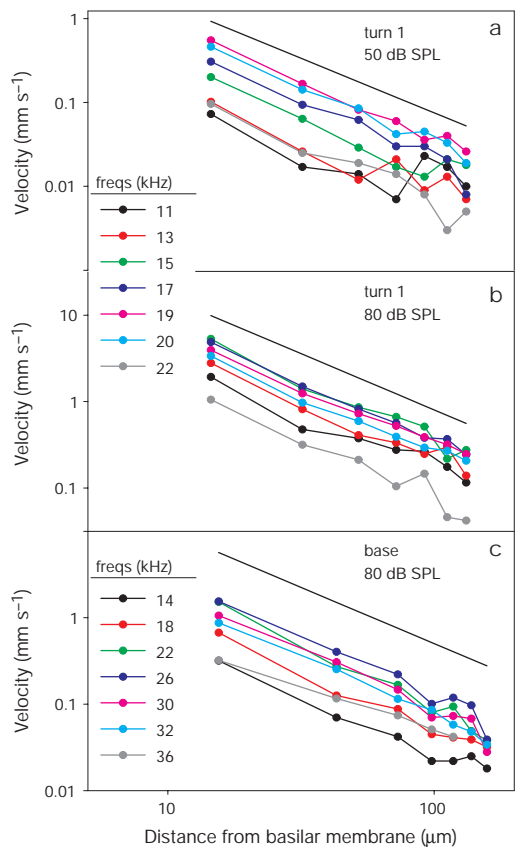 a
turn 1
50 dB SPL
1
0.1
0.01
Velocity (mm s⁻¹)
freqs (kHz)
11
13
15
17
19
20
22
b
turn 1
80 dB SPL
10
1
0.1
Velocity (mm s⁻¹)
c
base
80 dB SPL
freqs (kHz)
14
18
22
26
30
32
36
1
0.1
0.01
Velocity (mm s⁻¹)
10
100
Distance from basilar membrane (μm)